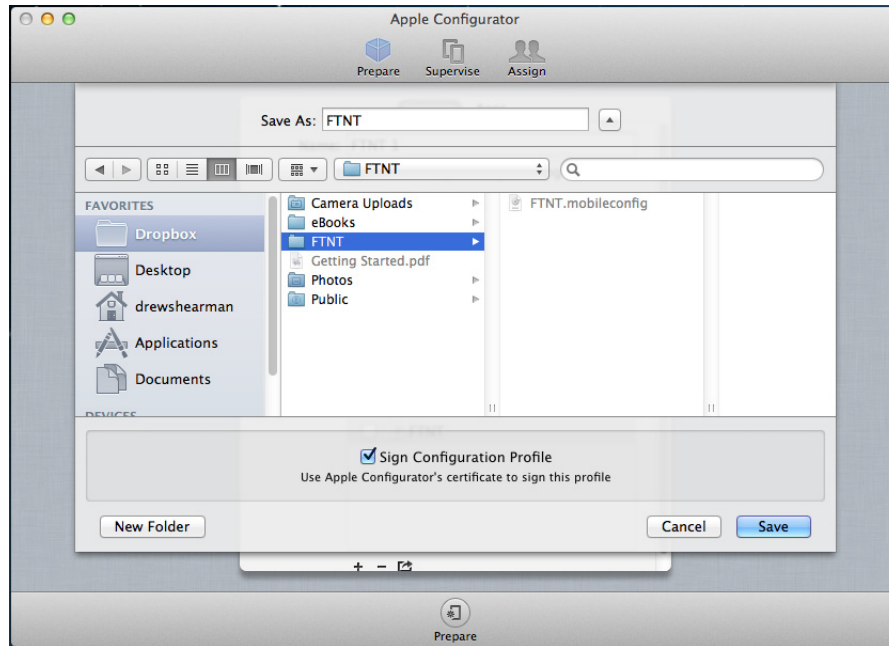 Apple Configurator
Prepare Supervise Assign
Save As: FTNT
FTNT
FAVORITES
Dropbox
Desktop
drewshearman
Applications
Documents
DEVICES
Camera Uploads
eBooks
FTNT
Getting Started.pdf
Photos
Public
FTNT.mobileconfig
Sign Configuration Profile
Use Apple Configurator's certificate to sign this profile
New Folder Cancel Save
Prepare